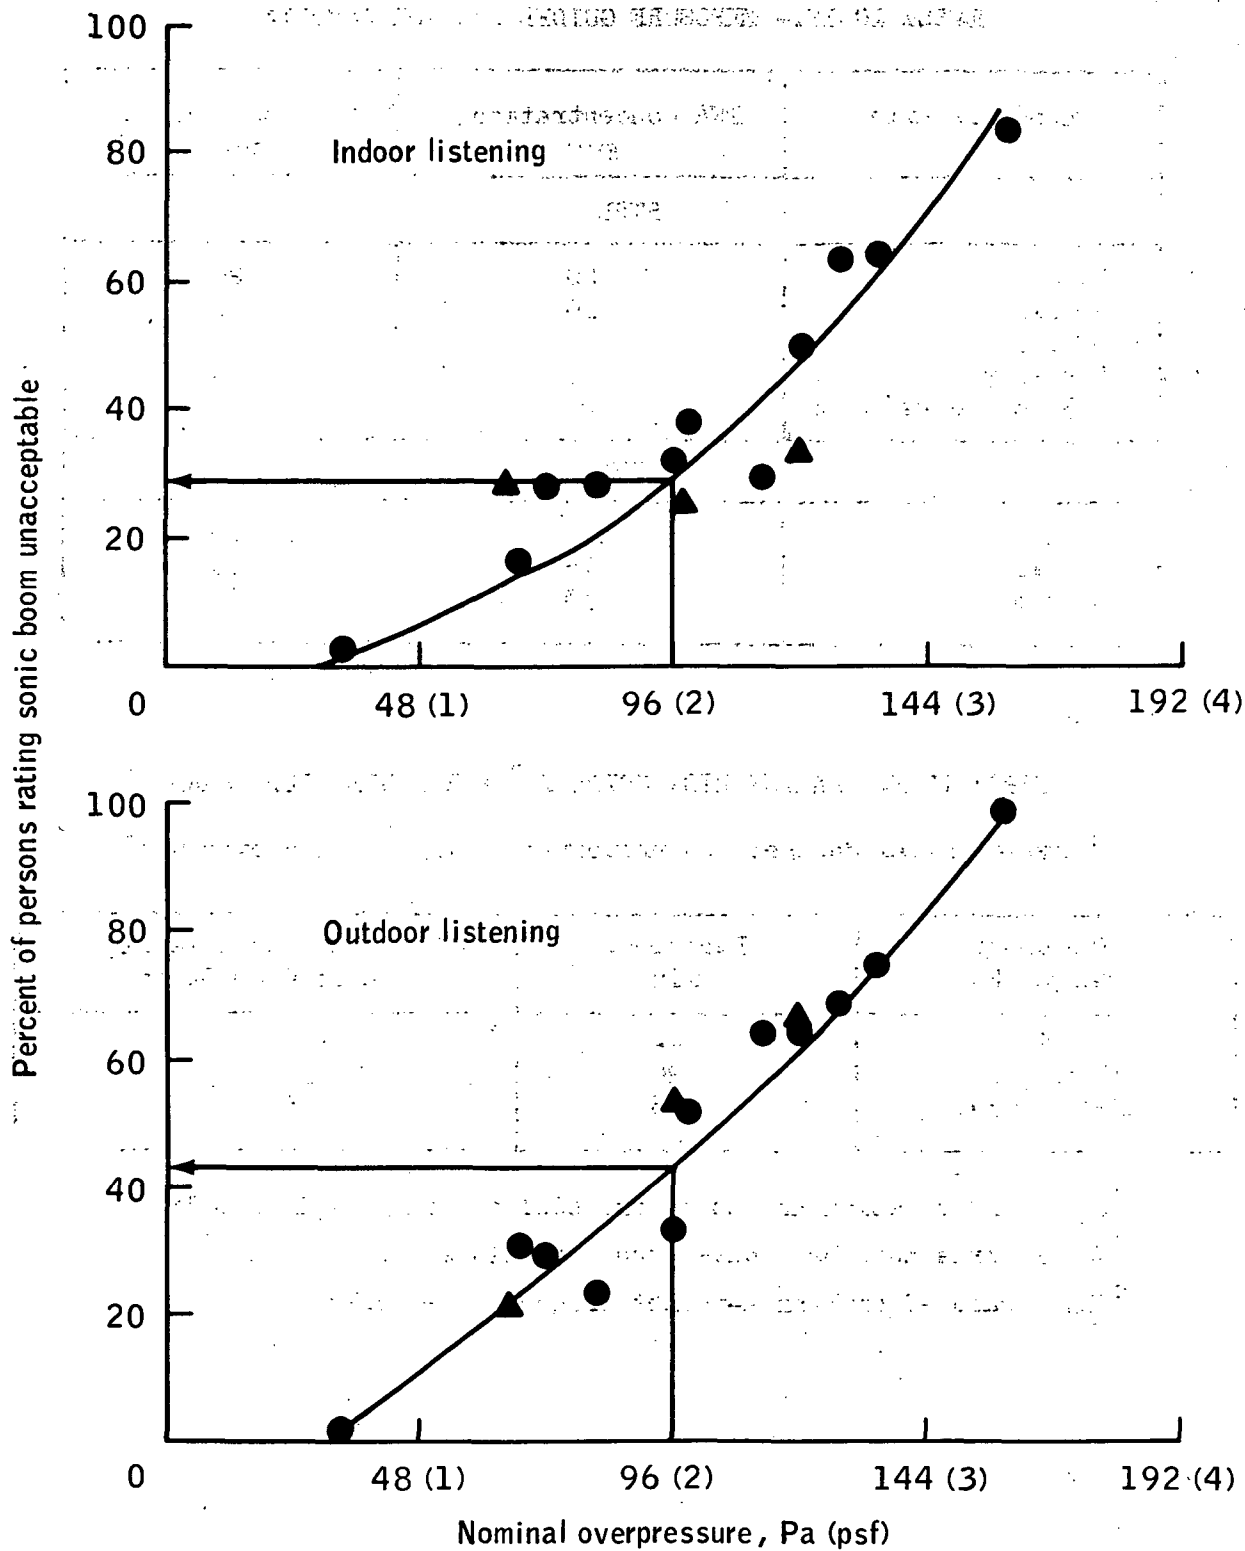 Percent of persons rating sonic boom unacceptable
100
80
60
40
20
Indoor listening
0 48 (1) 96 (2) 144 (3) 192 (4)
100
80
60
40
20
Outdoor listening
0 48 (1) 96 (2) 144 (3) 192 (4)
Nominal overpressure, Pa (psf)